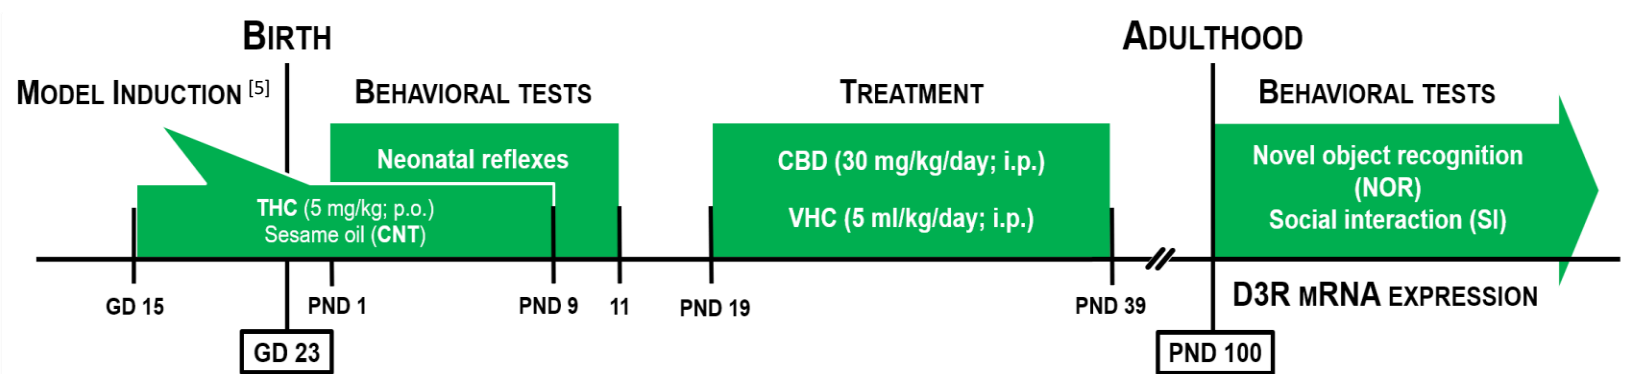 BIRTH
ADULTHOOD
MODEL INDUCTION [5]
BEHAVIORAL TESTS
TREATMENT
BEHAVIORAL TESTS
Neonatal reflexes
THC (5 mg/kg; p.o.)
Sesame oil (CNT)
CBD (30 mg/kg/day; i.p.)
VHC (5 ml/kg/day; i.p.)
Novel object recognition
(NOR)
Social interaction (SI)
GD 15
PND 1
PND 9
11
PND 19
PND 39
D3R MRNA EXPRESSION
GD 23
PND 100